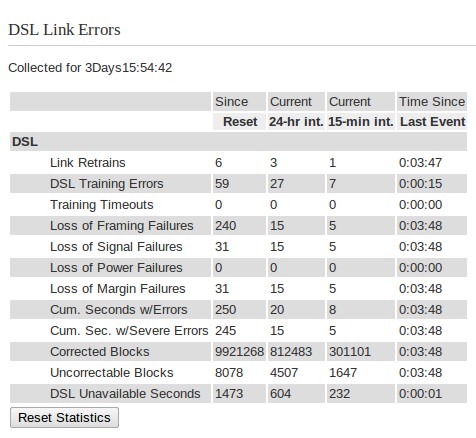 DSL Link Errors
Collected for 3Days15:54:42
Since Current Current Time Since
Reset 24-hr int. 15-min int. Last Event
DSL
Link Retrains 6 3 1 0:03:47
DSL Training Errors 59 27 7 0:00:15
Training Timeouts 0 0 0 0:00:00
Loss of Framing Failures 240 15 5 0:03:48
Loss of Signal Failures 31 15 5 0:03:48
Loss of Power Failures 0 0 0 0:00:00
Loss of Margin Failures 31 15 5 0:03:48
Cum. Seconds w/Errors 250 20 8 0:03:48
Cum. Sec. w/Severe Errors 245 15 5 0:03:48
Corrected Blocks 9921268 812483 301101 0:03:48
Uncorrectable Blocks 8078 4507 1647 0:03:48
DSL Unavailable Seconds 1473 604 232 0:00:01
Reset Statistics